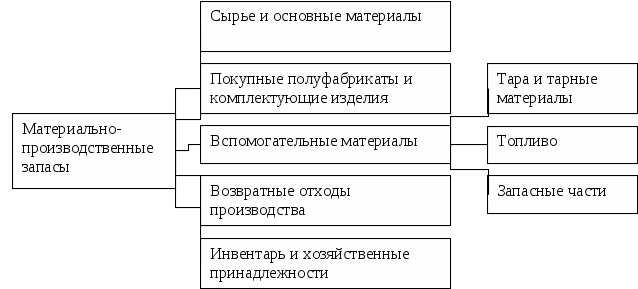 Материально-
производственные
запасы
Сырье и основные материалы
Покупные полуфабрикаты и
комплектующие изделия
Вспомогательные материалы
Возвратные отходы
производства
Инвентарь и хозяйственные
принадлежности
Тара и тарные
материалы
Топливо
Запасные части